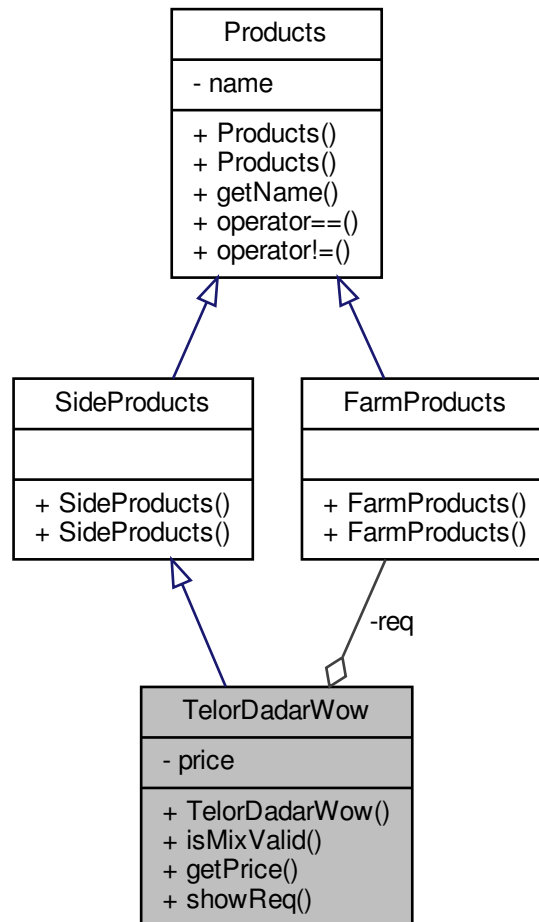 Products
- name
+ Products()
+ Products()
+ getName()
+ operator==()
+ operator!=()
SideProducts
+ SideProducts()
+ SideProducts()
FarmProducts
+ FarmProducts()
+ FarmProducts()
-req
TelorDadarWow
- price
+ TelorDadarWow()
+ isMixValid()
+ getPrice()
+ showReq()